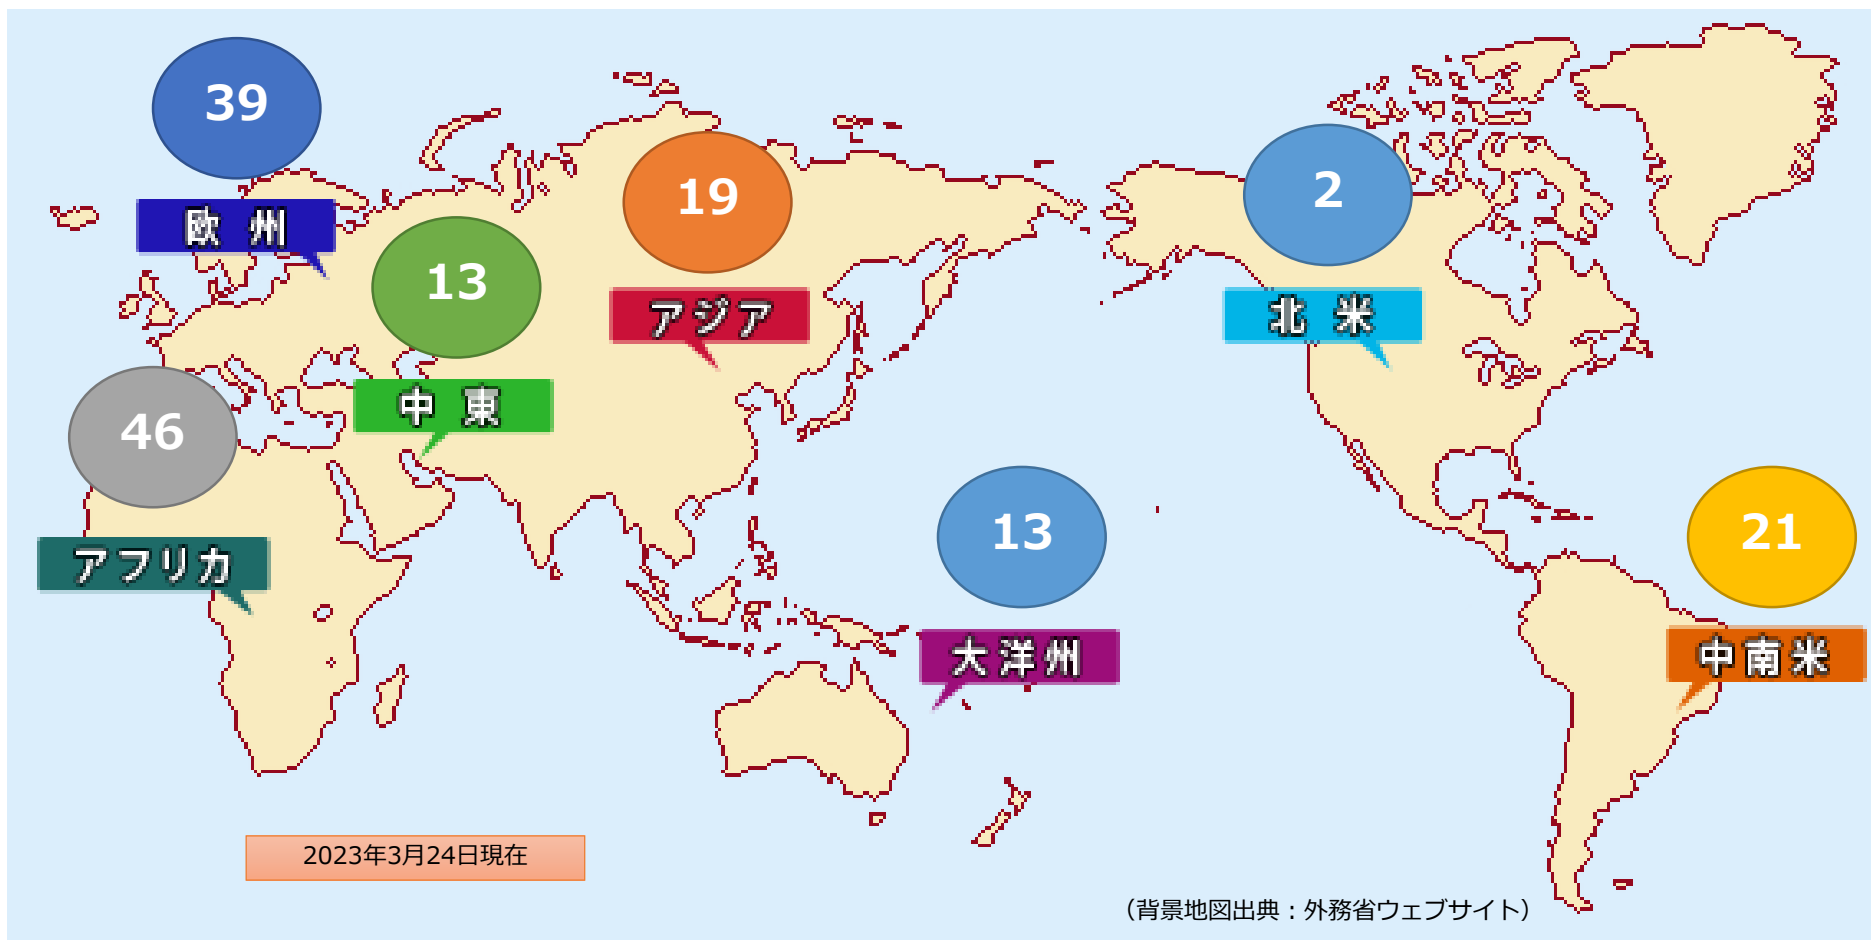 39
欧州
13
中東
19
アジア
2
北米
46
アフリカ
13
大洋州
21
中南米
2023年3月24日現在
（背景地図出典：外務省ウェブサイト）